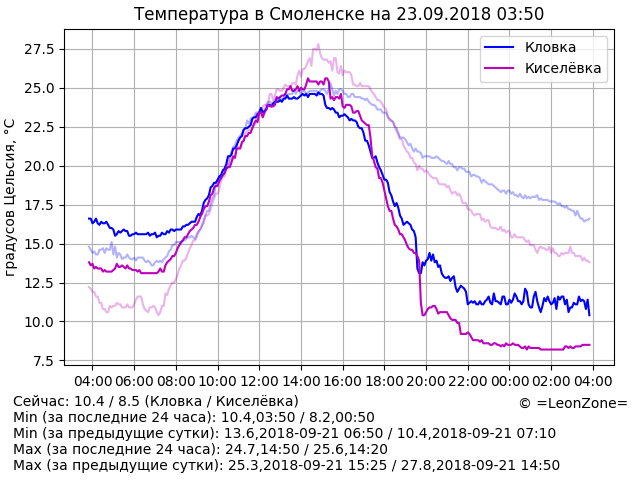 Температура в Смоленске на 23.09.2018 03:50
Кловка
Киселёвка
градусов Цельсия, °C
27.5
25.0
22.5
20.0
17.5
15.0
12.5
10.0
7.5
04:00 06:00 08:00 10:00 12:00 14:00 16:00 18:00 20:00 22:00 00:00 02:00 04:00
Сейчас: 10.4 / 8.5 (Кловка / Киселёвка)
© =LeonZone=
Min (за последние 24 часа): 10.4,03:50 / 8.2,00:50
Min (за предыдущие сутки): 13.6,2018-09-21 06:50 / 10.4,2018-09-21 07:10
Max (за последние 24 часа): 24.7,14:50 / 25.6,14:20
Max (за предыдущие сутки): 25.3,2018-09-21 15:25 / 27.8,2018-09-21 14:50